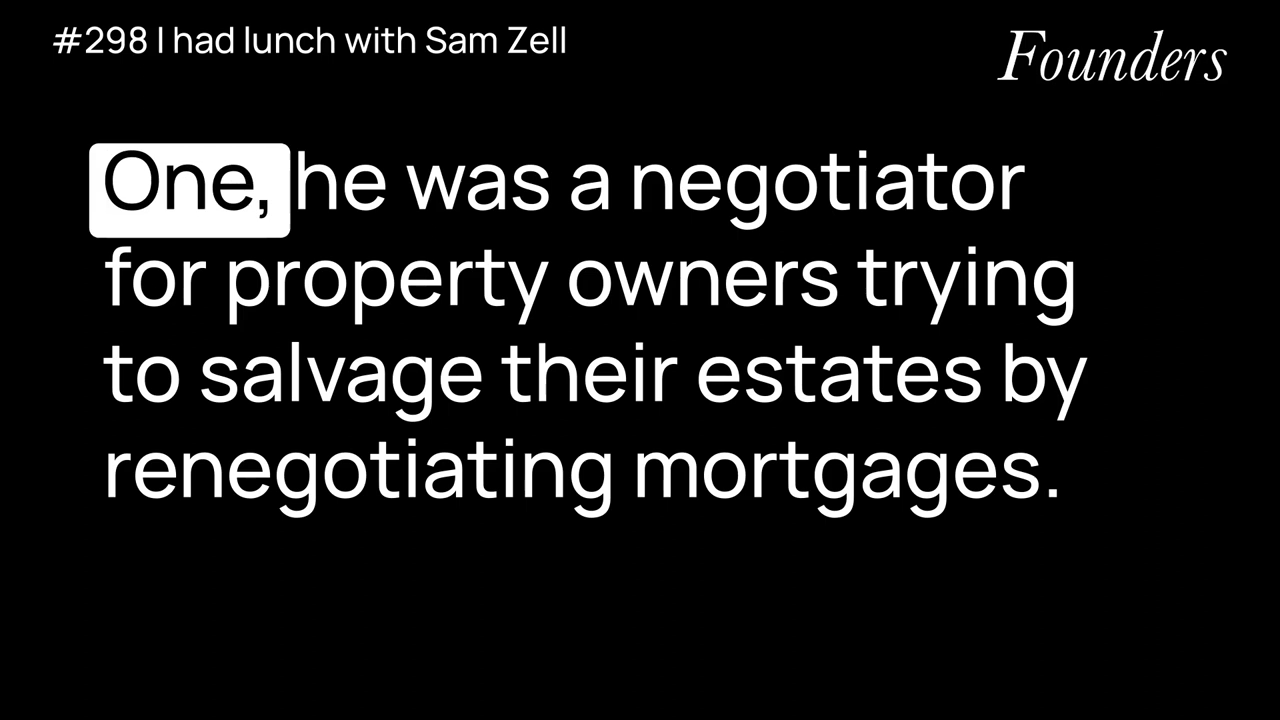 #298 I had lunch with Sam Zell
Founders
One, he was a negotiator
for property owners trying
to salvage their estates by
renegotiating mortgages.